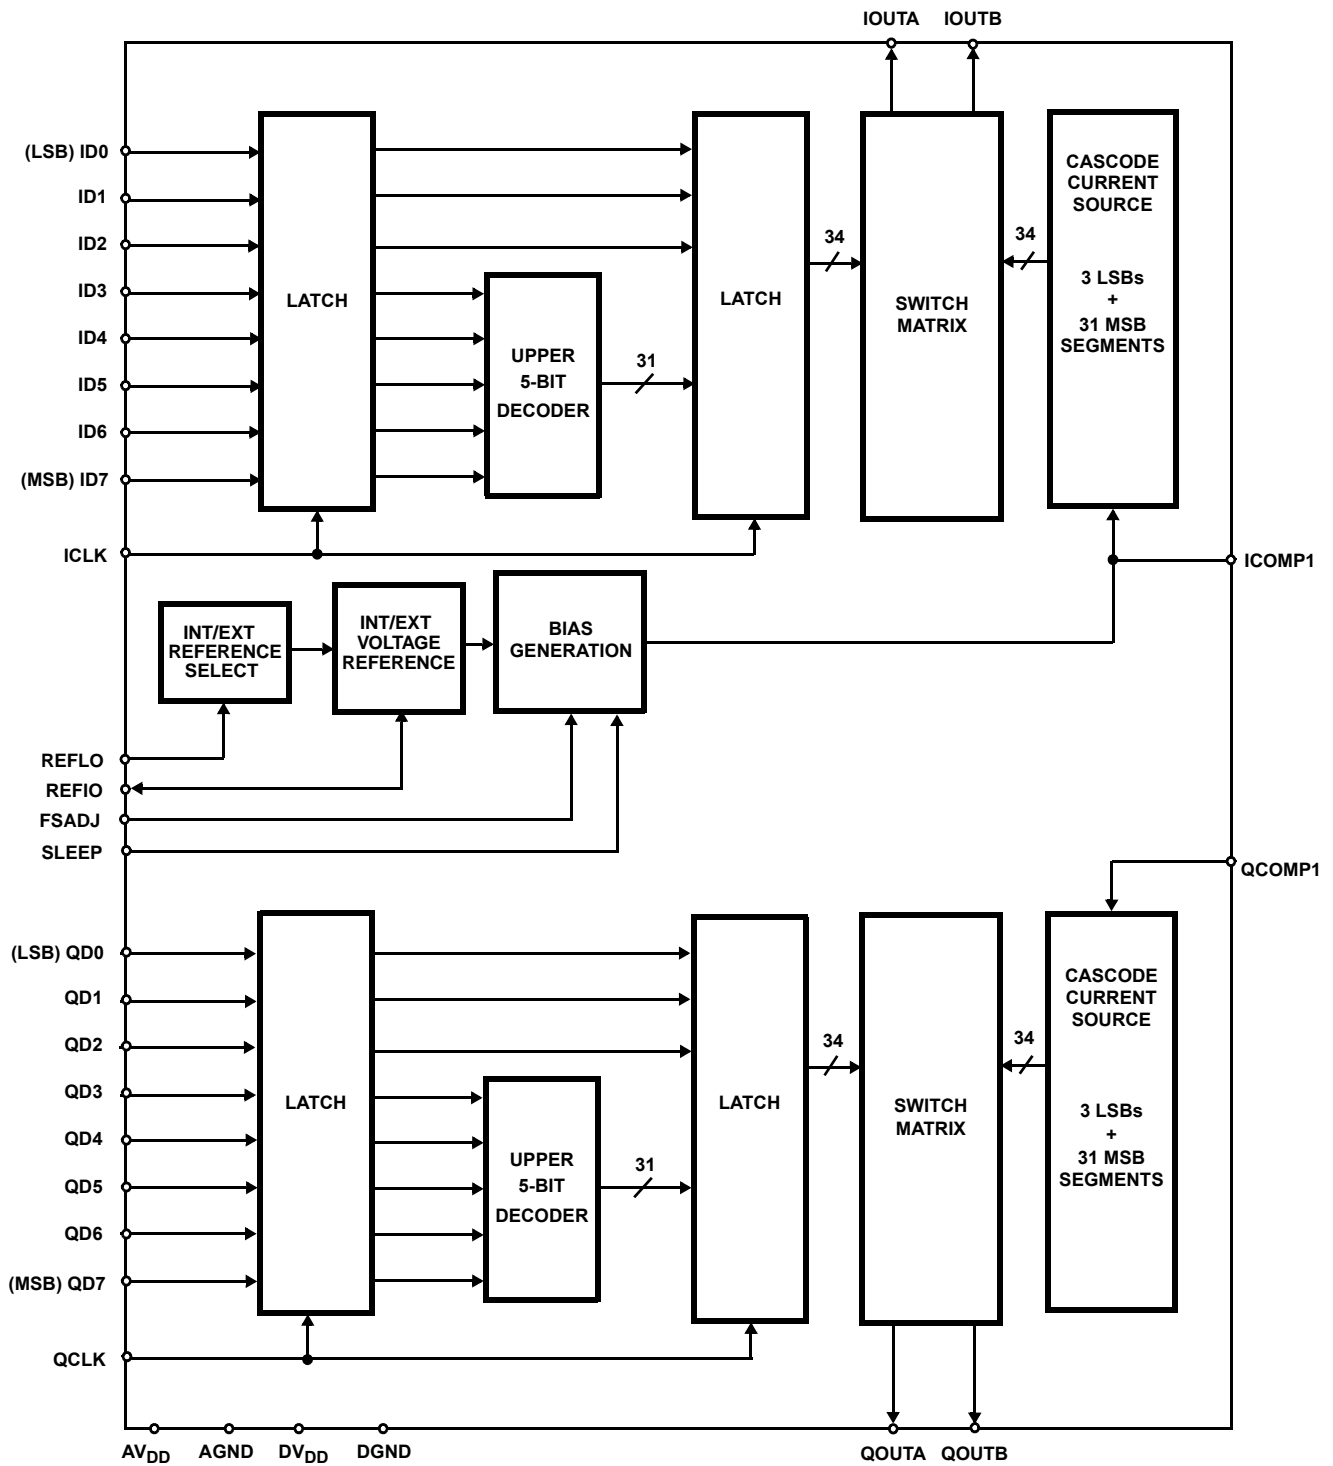 IOUTA IOUTB
(LSB) ID0
ID1
ID2
ID3
ID4
ID5
ID6
(MSB) ID7
ICLK
LATCH
UPPER
5-BIT
DECODER
31
LATCH
34
SWITCH
MATRIX
34
CASCODE
CURRENT
SOURCE
3 LSBs
+
31 MSB
SEGMENTS
ICOMP1
INT/EXT
REFERENCE
SELECT
INT/EXT
VOLTAGE
REFERENCE
BIAS
GENERATION
REFLO
REFIO
FSADJ
SLEEP
QCOMP1
(LSB) QD0
QD1
QD2
QD3
QD4
QD5
QD6
(MSB) QD7
QCLK
LATCH
UPPER
5-BIT
DECODER
31
LATCH
34
SWITCH
MATRIX
34
CASCODE
CURRENT
SOURCE
3 LSBs
+
31 MSB
SEGMENTS
AVDD AGND DVDD DGND QOUTA QOUTB